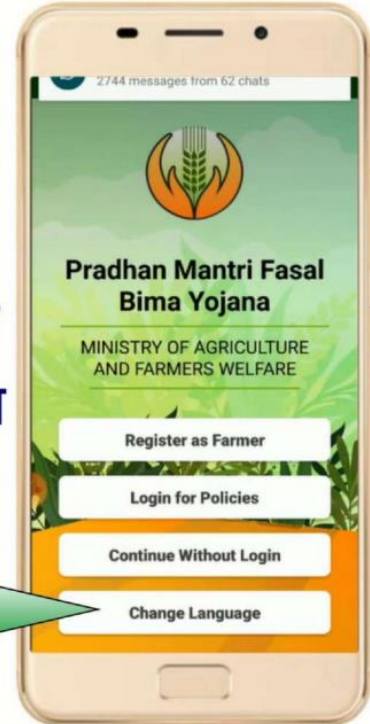 2744 messages from 62 chats
Pradhan Mantri Fasal
Bima Yojana
MINISTRY OF AGRICULTURE
AND FARMERS WELFARE
Register as Farmer
Login for Policies
Continue Without Login
Change Language